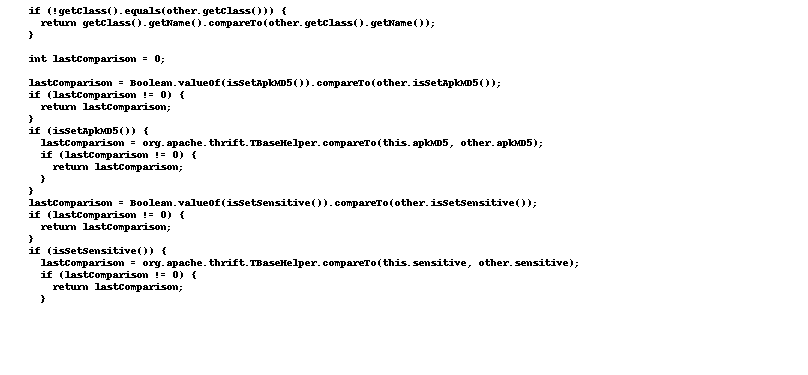 if (!getClass().equals(other.getClass())) {
  return getClass().getName().compareTo(other.getClass().getName());
}

int lastComparison = 0;

lastComparison = Boolean.valueOf(isSetApkMD5()).compareTo(other.isSetApkMD5());
if (lastComparison != 0) {
  return lastComparison;
}
if (isSetApkMD5()) {
  lastComparison = org.apache.thrift.TBaseHelper.compareTo(this.apkMD5, other.apkMD5);
  if (lastComparison != 0) {
    return lastComparison;
  }
}
lastComparison = Boolean.valueOf(isSetSensitive()).compareTo(other.isSetSensitive());
if (lastComparison != 0) {
  return lastComparison;
}
if (isSetSensitive()) {
  lastComparison = org.apache.thrift.TBaseHelper.compareTo(this.sensitive, other.sensitive);
  if (lastComparison != 0) {
    return lastComparison;
  }